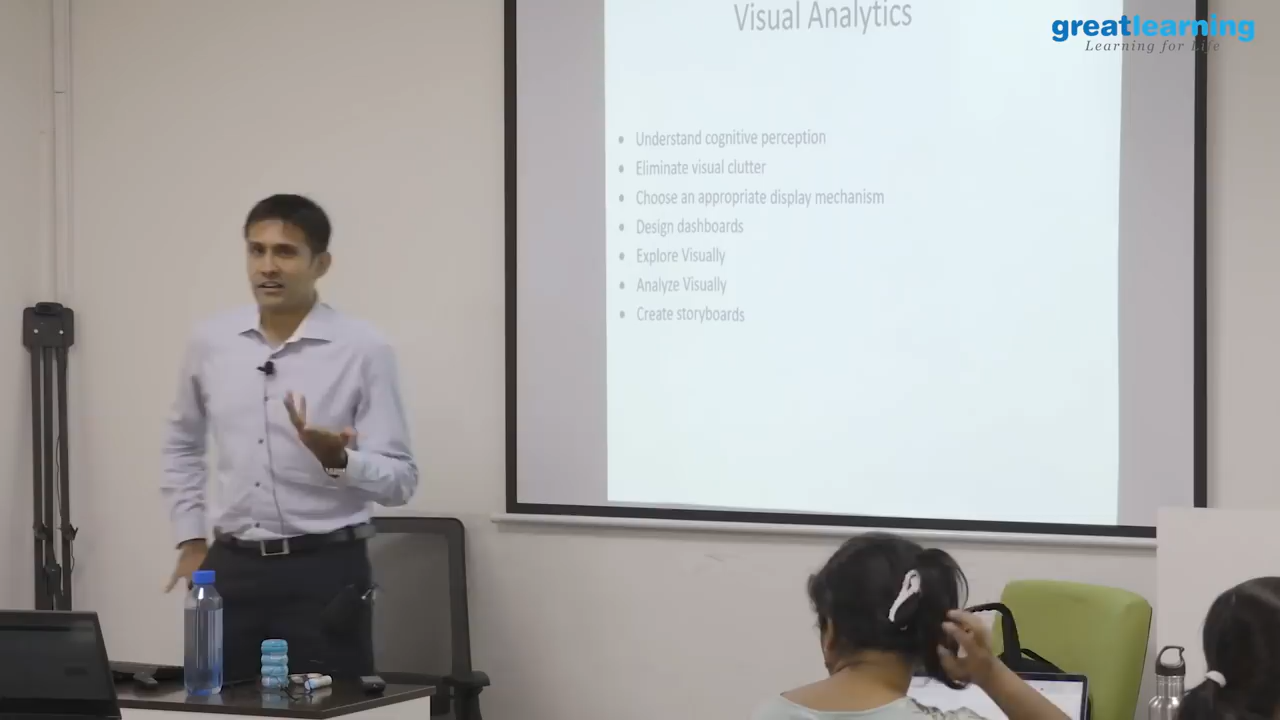 Visual Analytics
greatlearning
Learning for Life
• Understand cognitive perception
• Eliminate visual clutter
• Choose an appropriate display mechanism
• Design dashboards
• Explore Visually
• Analyze Visually
• Create storyboards